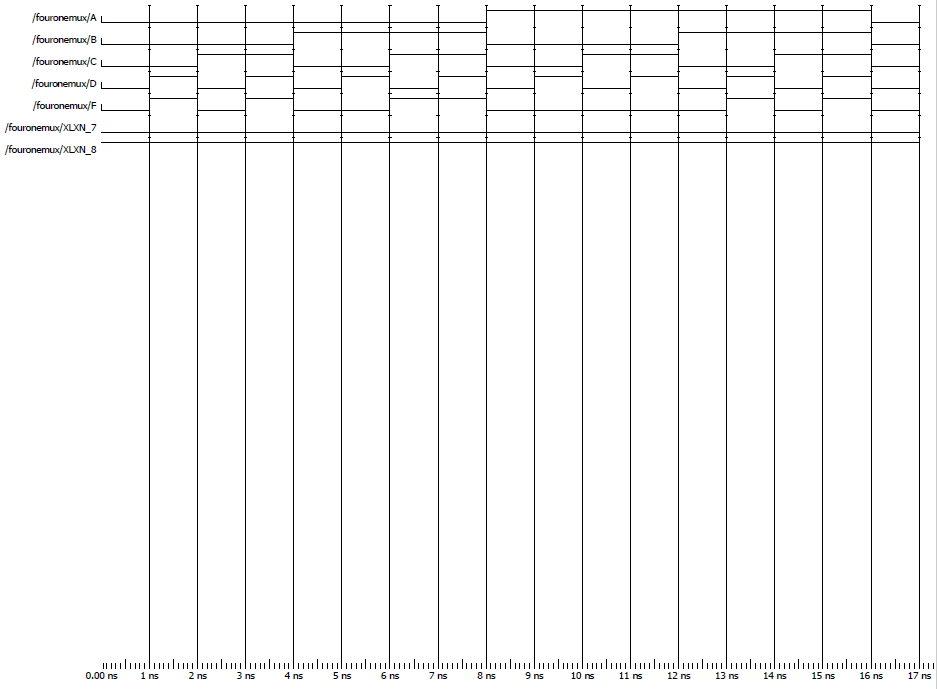 /fouronemux/A
/fouronemux/B
/fouronemux/C
/fouronemux/D
/fouronemux/F
/fouronemux/XLXN_7
/fouronemux/XLXN_8
0.00 ns 1 ns 2 ns 3 ns 4 ns 5 ns 6 ns 7 ns 8 ns 9 ns 10 ns 11 ns 12 ns 13 ns 14 ns 15 ns 16 ns 17 ns